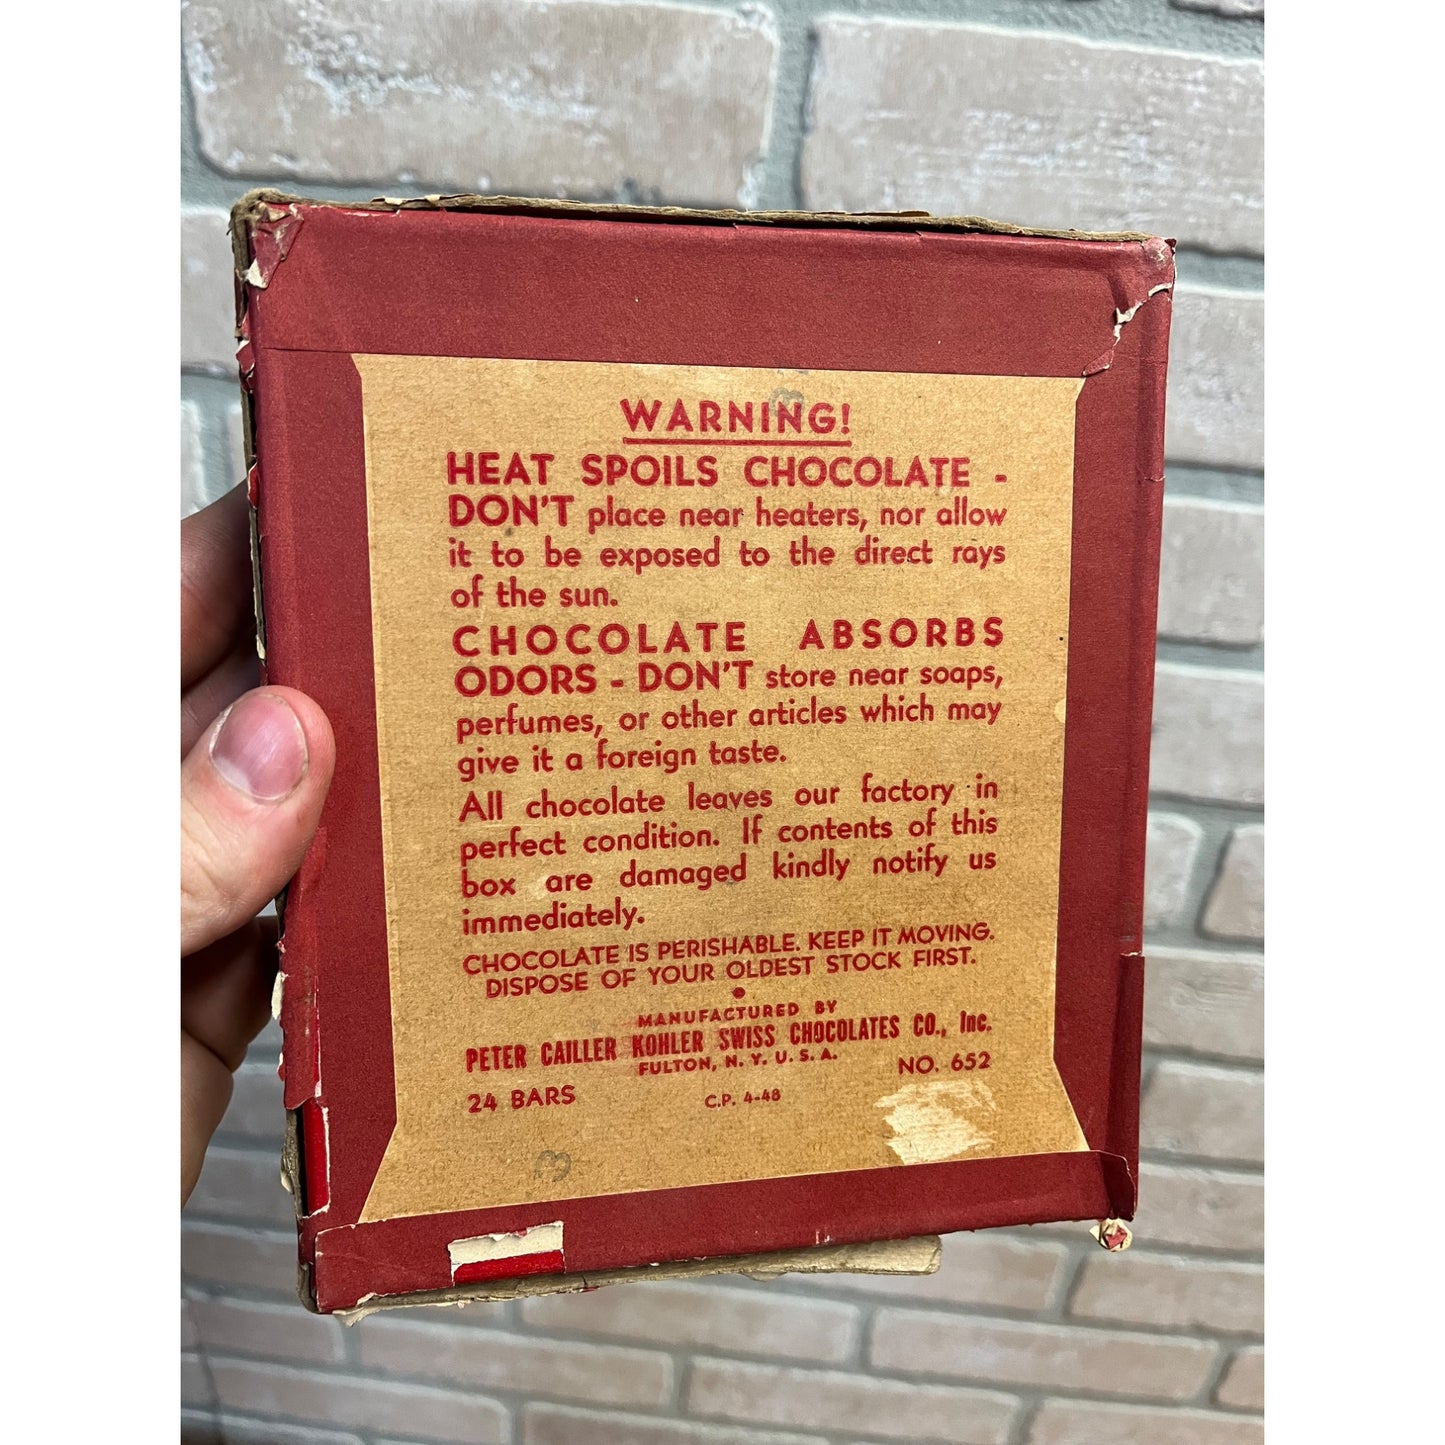 WARNING!
HEAT SPOILS CHOCOLATE -
DON'T place near heaters, nor allow
it to be exposed to the direct rays
of the sun.
CHOCOLATE ABSORBS
ODORS - DON'T store near soaps,
perfumes, or other articles which may
give it a foreign taste.
All chocolate leaves our factory in
perfect condition. If contents of this
box are damaged kindly notify us
immediately.
CHOCOLATE IS PERISHABLE. KEEP IT MOVING.
DISPOSE OF YOUR OLDEST STOCK FIRST.
MANUFACTURED BY
PETER CAILLER KOHLER SWISS CHOCOLATES CO., Inc.
FULTON, N. Y. U. S. A.
NO. 652
24 BARS
C.P. 4-48
3
3